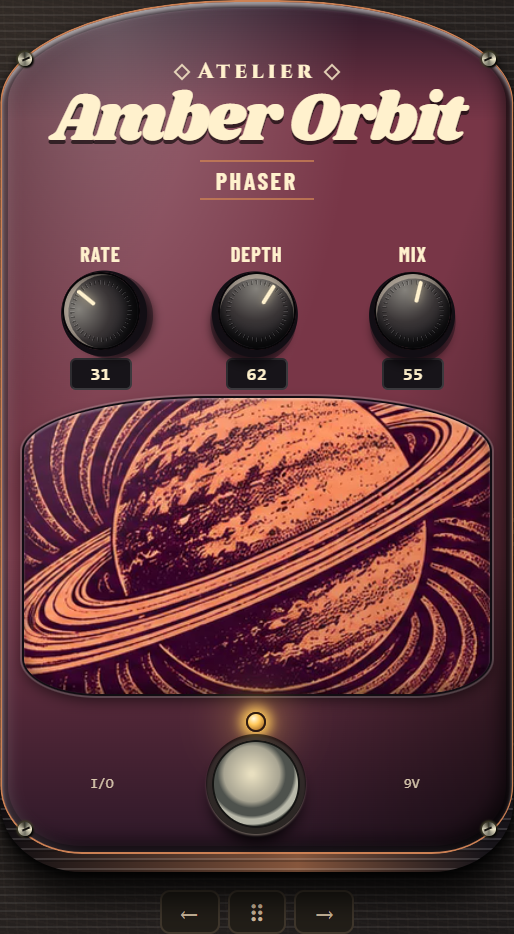 ATELIER
Amber Orbit
PHASER
RATE DEPTH MIX
31 62 55
I/O 9V
← →